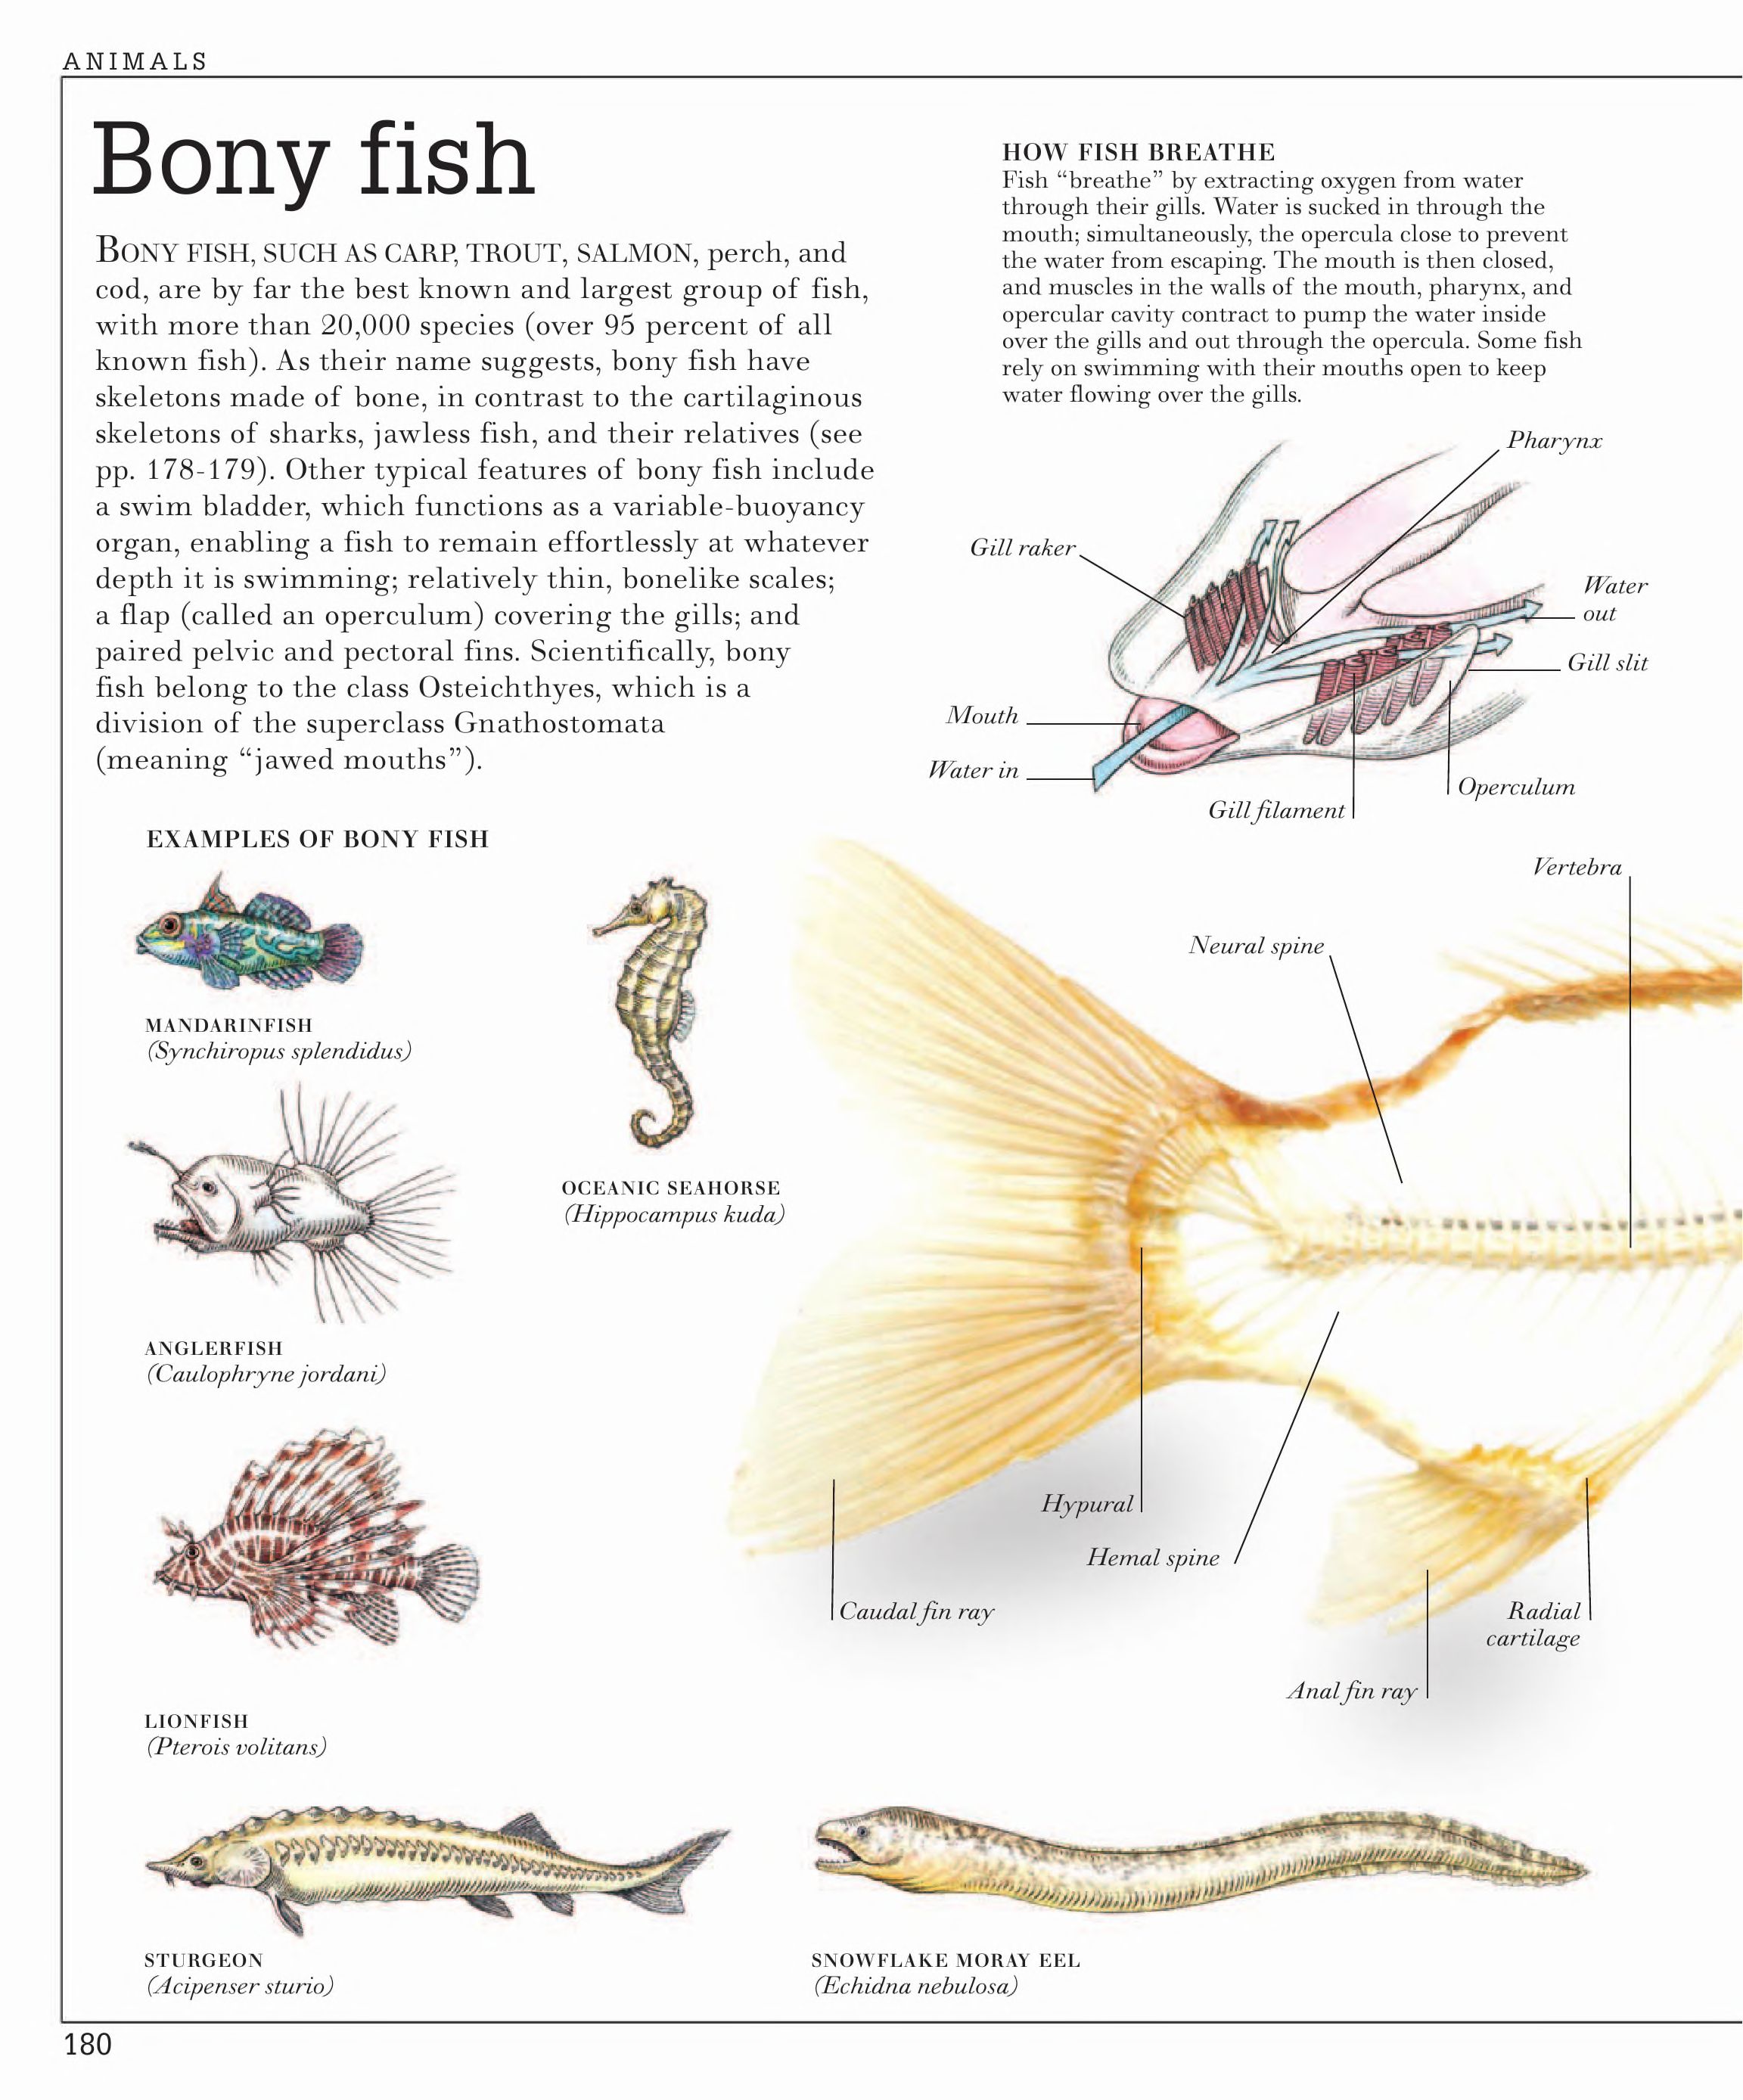 ANIMALS
Bony fish
BONY FISH, SUCH AS CARP, TROUT, SALMON, perch, and
cod, are by far the best known and largest group of fish,
with more than 20,000 species (over 95 percent of all
known fish). As their name suggests, bony fish have
skeletons made of bone, in contrast to the cartilaginous
skeletons of sharks, jawless fish, and their relatives (see
pp. 178-179). Other typical features of bony fish include
a swim bladder, which functions as a variable-buoyancy
organ, enabling a fish to remain effortlessly at whatever
depth it is swimming; relatively thin, bonelike scales;
a flap (called an operculum) covering the gills; and
paired pelvic and pectoral fins. Scientifically, bony
fish belong to the class Osteichthyes, which is a
division of the superclass Gnathostomata
(meaning “jawed mouths”).
HOW FISH BREATHE
Fish “breathe” by extracting oxygen from water
through their gills. Water is sucked in through the
mouth; simultaneously, the opercula close to prevent
the water from escaping. The mouth is then closed,
and muscles in the walls of the mouth, pharynx, and
opercular cavity contract to pump the water inside
over the gills and out through the opercula. Some fish
rely on swimming with their mouths open to keep
water flowing over the gills.
Pharynx
Gill raker
Water
out
Gill slit
Mouth
Water in
Operculum
Gill filament
EXAMPLES OF BONY FISH
MANDARINFISH
(Synchiropus splendidus)
OCEANIC SEAHORSE
(Hippocampus kuda)
ANGLERFISH
(Caulophryne jordani)
LIONFISH
(Pterois volitans)
Vertebra
Neural spine
Hypural
Hemal spine
Caudal fin ray
Radial
cartilage
Anal fin ray
STURGEON
(Acipenser sturio)
SNOWFLAKE MORAY EEL
(Echidna nebulosa)
180